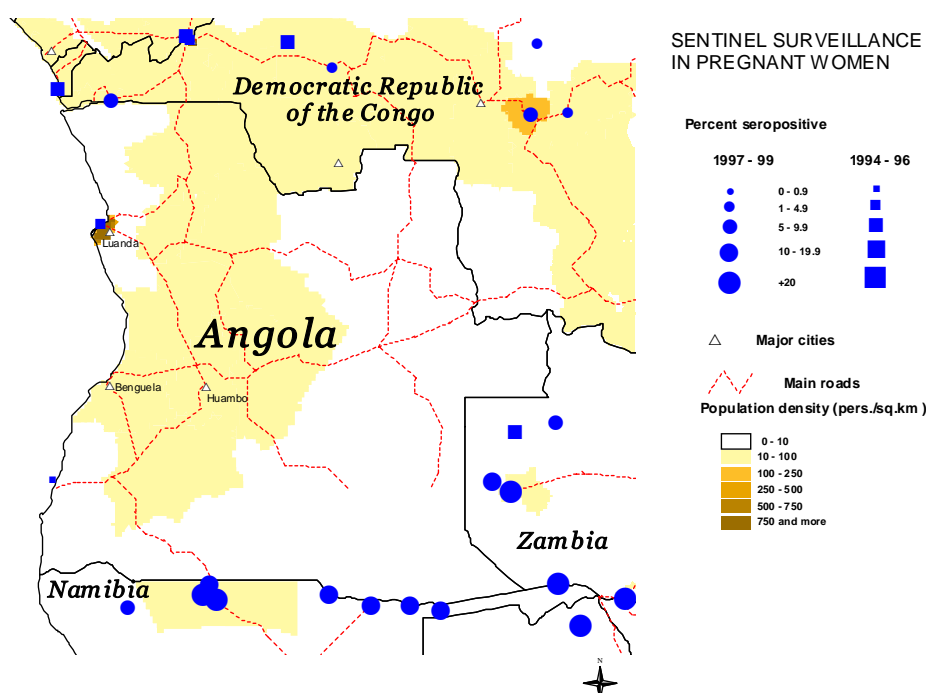 SENTINEL SURVEILLANCE
IN PREGNANT WOMEN
Democratic Republic
of the Congo
Luanda
Angola
Benguela
Huambo
Zambia
Namibia
Percent seropositive
1997 - 99 1994 - 96
0 - 0.9
1 - 4.9
5 - 9.9
10 - 19.9
+20
Major cities
Main roads
Population density (pers./sq.km )
0 - 10
10 - 100
100 - 250
250 - 500
500 - 750
750 and more
N